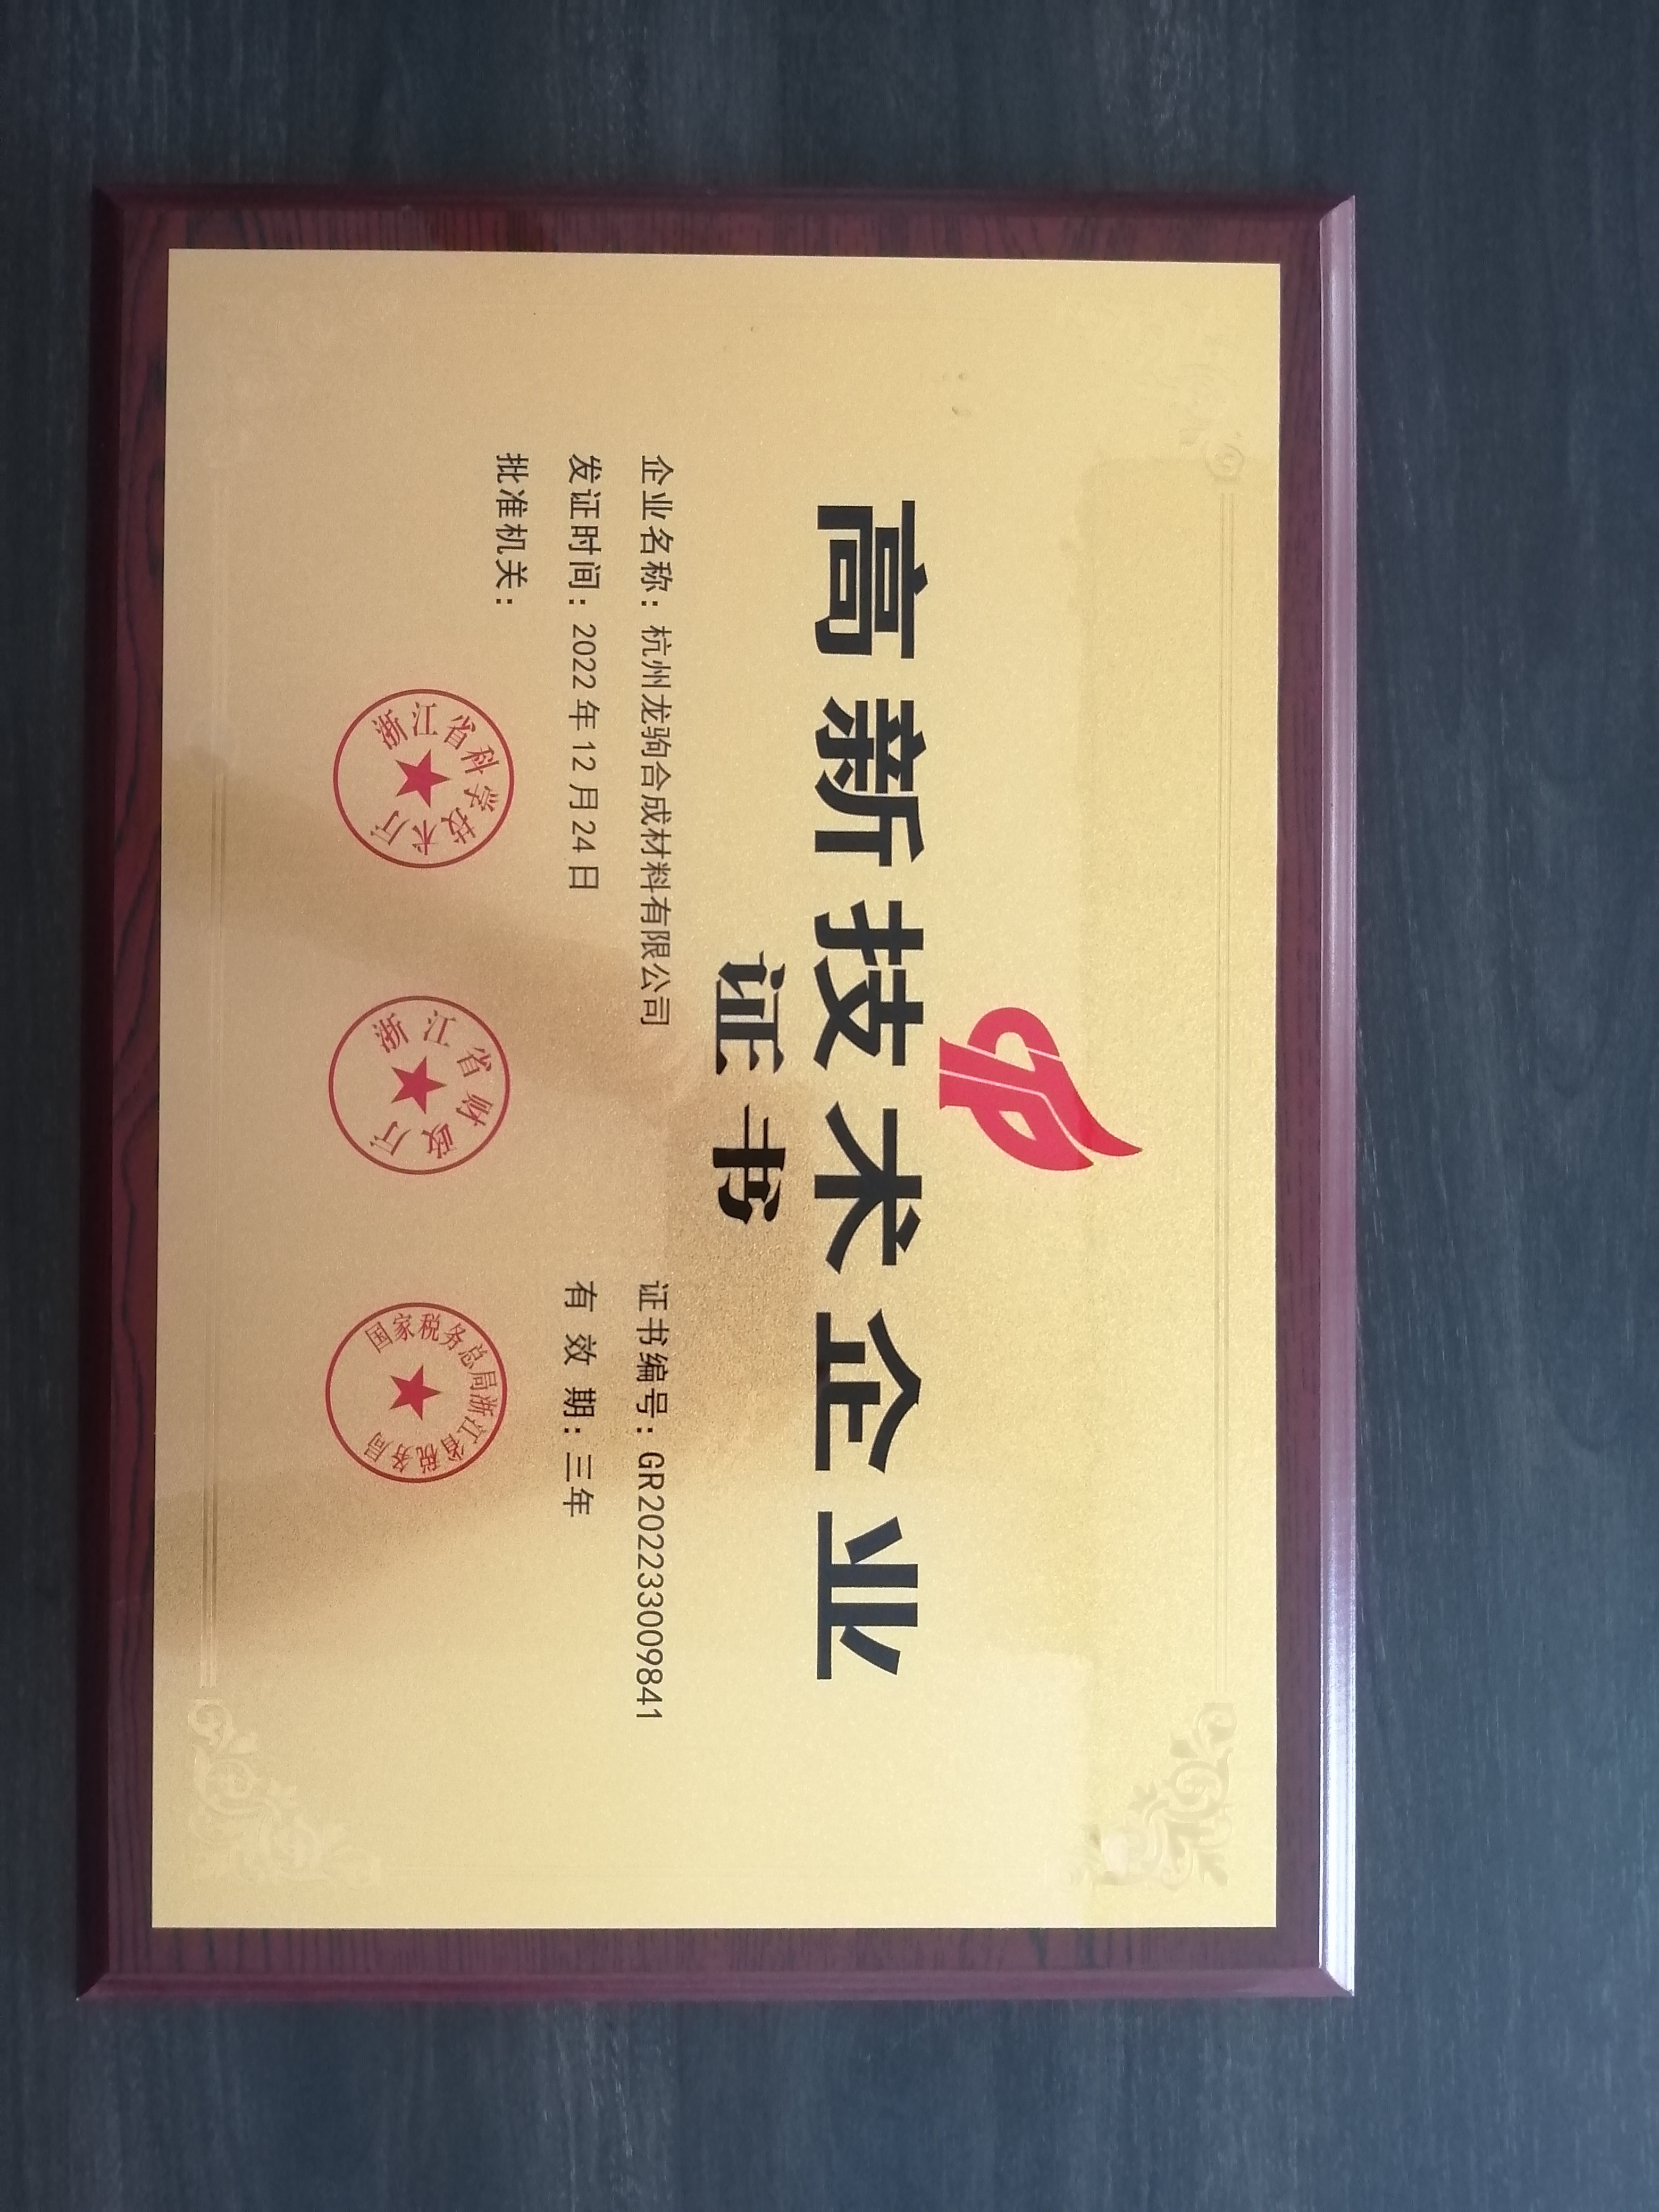 高新技术企业
证书
企业名称：杭州龙驹合成材料有限公司
证书编号：GR202233009841
发证时间：2022年12月24日
有效期：三年
批准机关：
浙江省科学技术厅
浙江省财政厅
国家税务总局浙江省税务局